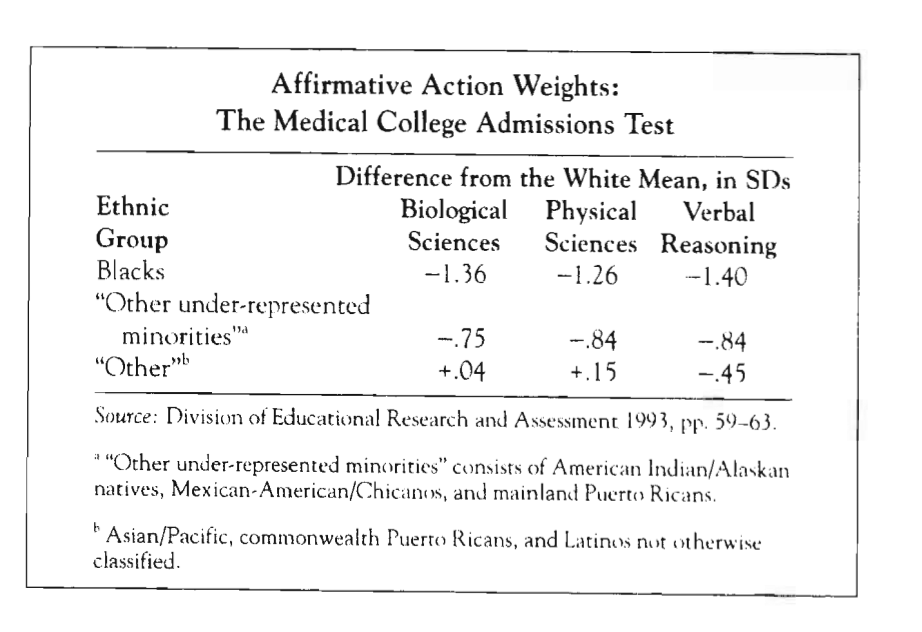 Affirmative Action Weights:
The Medical College Admissions Test
Difference from the White Mean, in SDs
Ethnic Biological Physical Verbal
Group Sciences Sciences Reasoning
Blacks −1.36 −1.26 −1.40
“Other under-represented
minorities”ᵃ −.75 −.84 −.84
“Other”ᵇ +.04 +.15 −.45
Source: Division of Educational Research and Assessment 1993, pp. 59–63.
ᵃ “Other under-represented minorities” consists of American Indian/Alaskan
natives, Mexican-American/Chicanos, and mainland Puerto Ricans.
ᵇ Asian/Pacific, commonwealth Puerto Ricans, and Latinos not otherwise
classified.